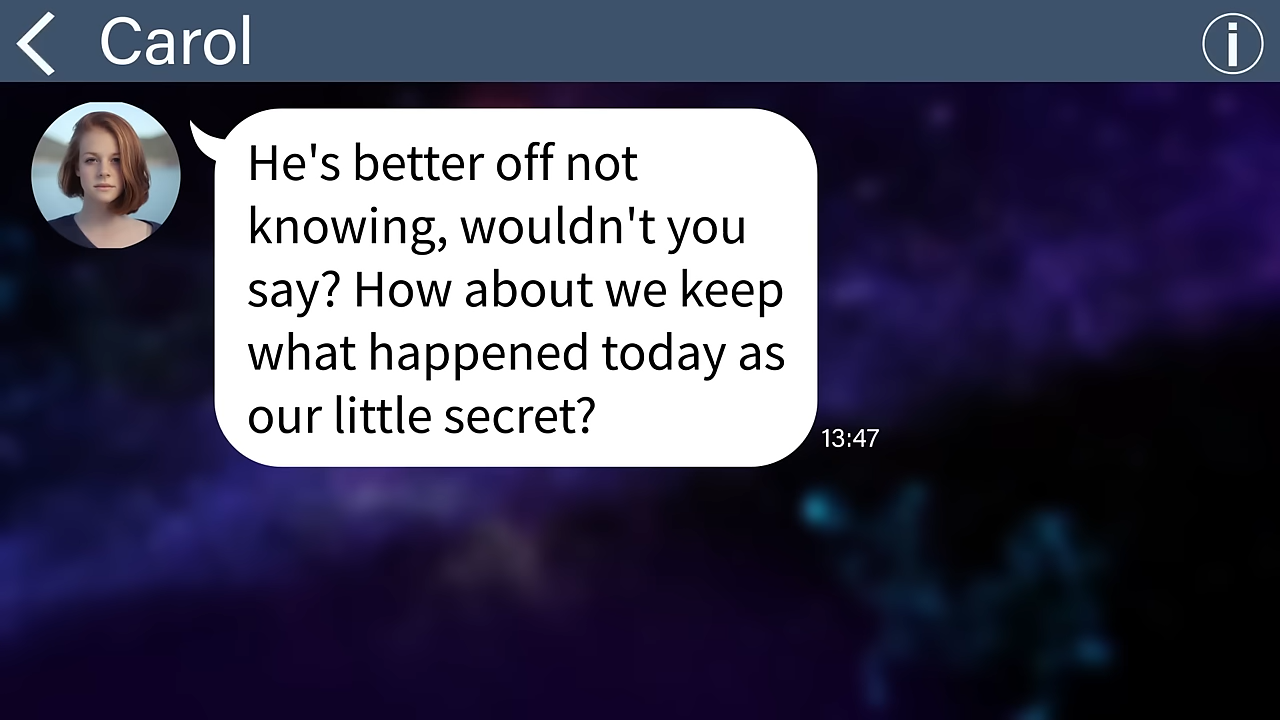 Carol
He's better off not
knowing, wouldn't you
say? How about we keep
what happened today as
our little secret?
13:47